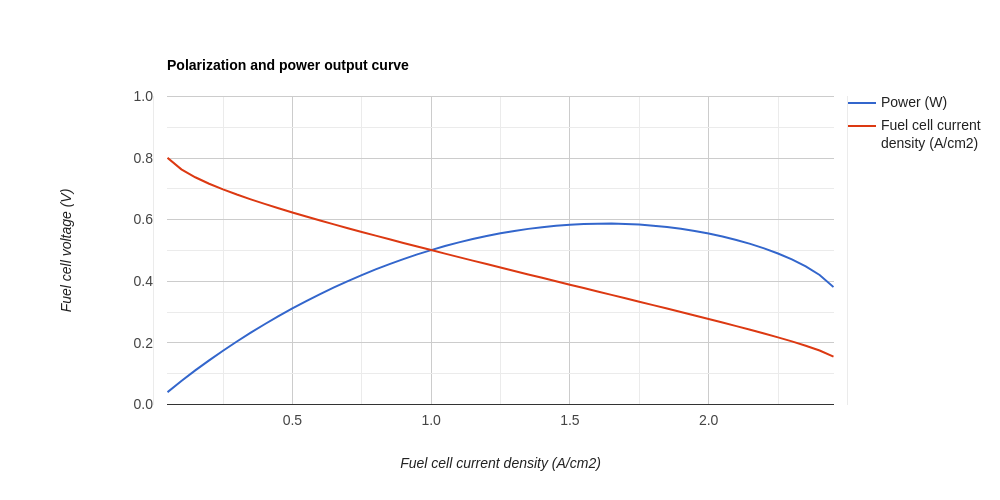 Polarization and power output curve
1.0
0.8
0.6
0.4
0.2
0.0
Fuel cell voltage (V)
0.5
1.0
1.5
2.0
Fuel cell current density (A/cm2)
Power (W)
Fuel cell current
density (A/cm2)